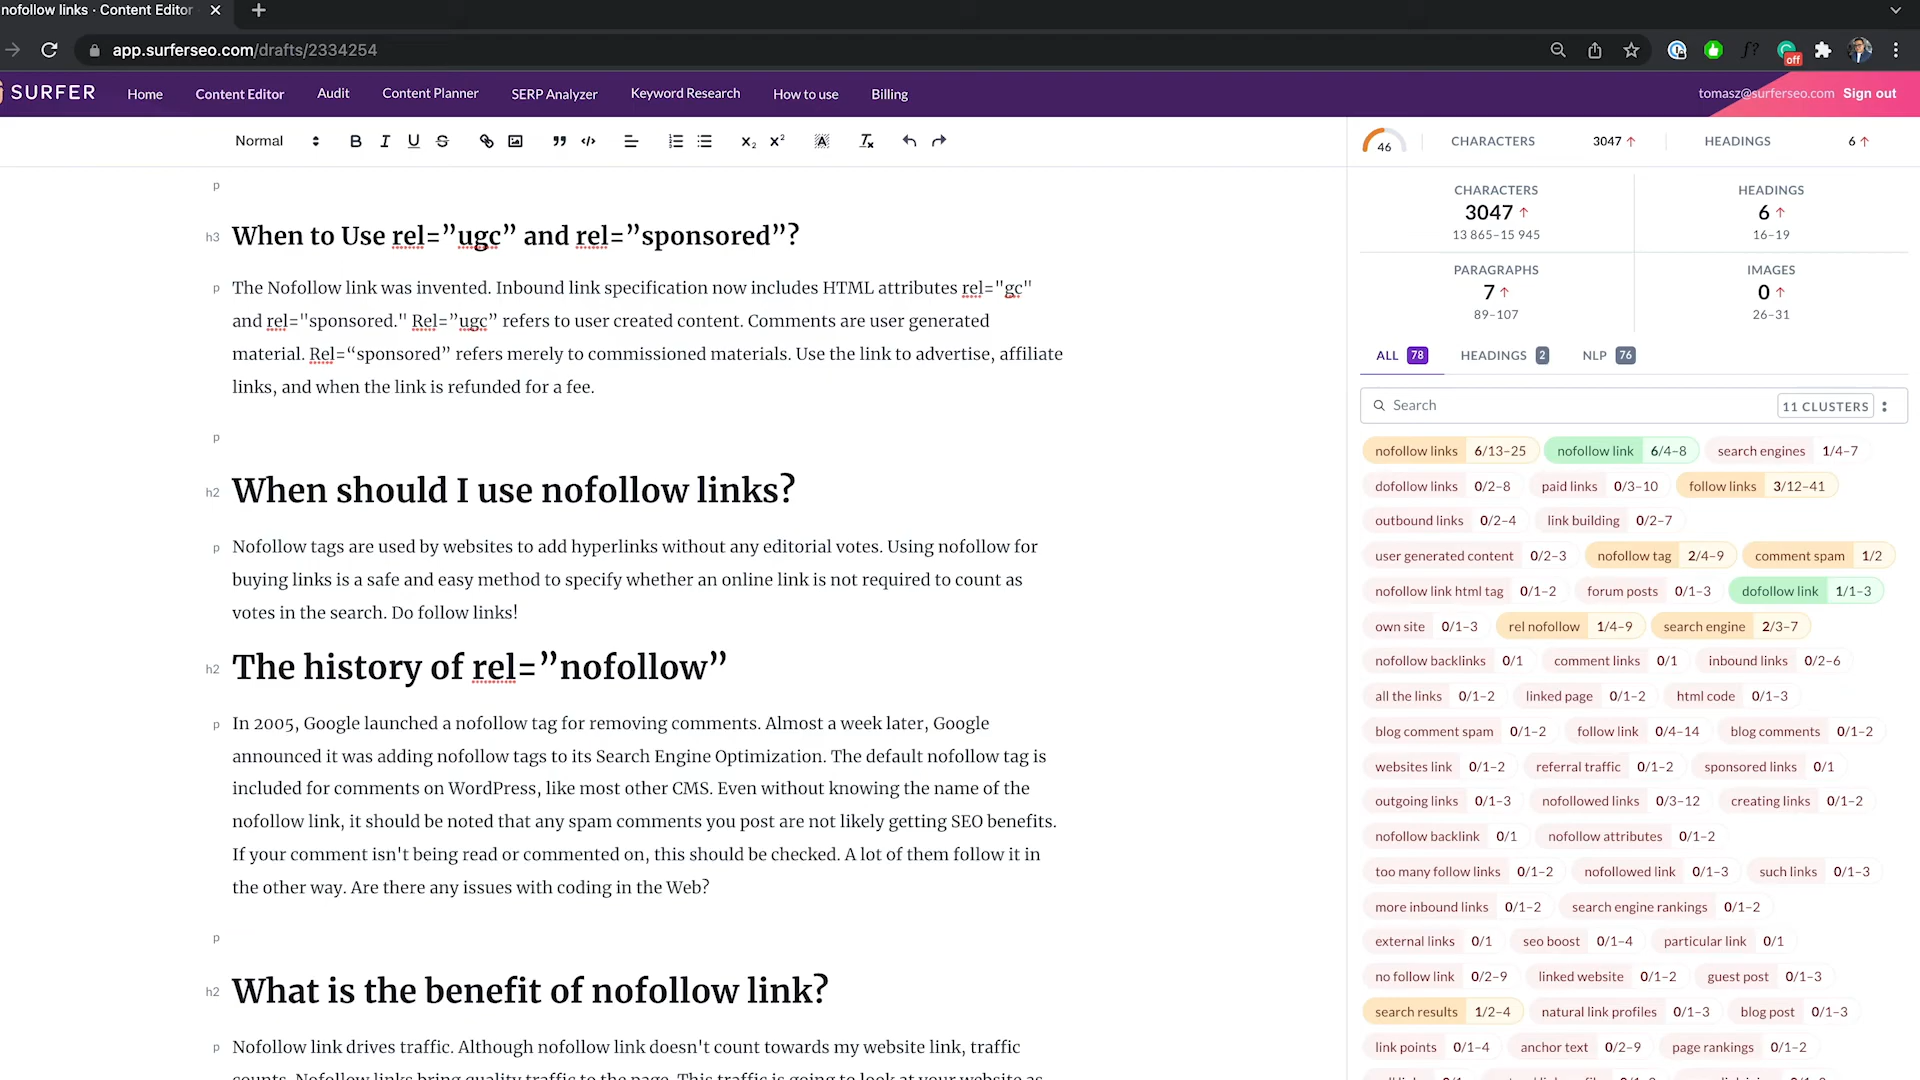 nofollow links · Content Editor
app.surferseo.com/drafts/2334254
off
SURFER Home Content Editor Audit Content Planner SERP Analyzer Keyword Research How to use Billing tomasz@surferseo.com Sign out
Normal
46 CHARACTERS 3047 ↑ HEADINGS 6 ↑
p
h3 When to Use rel=”ugc” and rel=”sponsored”?
p The Nofollow link was invented. Inbound link specification now includes HTML attributes rel="gc"
and rel="sponsored." Rel=”ugc” refers to user created content. Comments are user generated
material. Rel=“sponsored” refers merely to commissioned materials. Use the link to advertise, affiliate
links, and when the link is refunded for a fee.
p
h2 When should I use nofollow links?
p Nofollow tags are used by websites to add hyperlinks without any editorial votes. Using nofollow for
buying links is a safe and easy method to specify whether an online link is not required to count as
votes in the search. Do follow links!
h2 The history of rel=”nofollow”
p In 2005, Google launched a nofollow tag for removing comments. Almost a week later, Google
announced it was adding nofollow tags to its Search Engine Optimization. The default nofollow tag is
included for comments on WordPress, like most other CMS. Even without knowing the name of the
nofollow link, it should be noted that any spam comments you post are not likely getting SEO benefits.
If your comment isn't being read or commented on, this should be checked. A lot of them follow it in
the other way. Are there any issues with coding in the Web?
p
h2 What is the benefit of nofollow link?
p Nofollow link drives traffic. Although nofollow link doesn't count towards my website link, traffic
counts. Nofollow links bring quality traffic to the page. This traffic is going to look at your website as
CHARACTERS HEADINGS
3047 ↑ 6 ↑
13 865–15 945 16–19
PARAGRAPHS IMAGES
7 ↑ 0 ↑
89–107 26–31
ALL 78 HEADINGS 2 NLP 76
Search 11 CLUSTERS
nofollow links 6/13–25 nofollow link 6/4–8 search engines 1/4–7
dofollow links 0/2–8 paid links 0/3–10 follow links 3/12–41
outbound links 0/2–4 link building 0/2–7
user generated content 0/2–3 nofollow tag 2/4–9 comment spam 1/2
nofollow link html tag 0/1–2 forum posts 0/1–3 dofollow link 1/1–3
own site 0/1–3 rel nofollow 1/4–9 search engine 2/3–7
nofollow backlinks 0/1 comment links 0/1 inbound links 0/2–6
all the links 0/1–2 linked page 0/1–2 html code 0/1–3
blog comment spam 0/1–2 follow link 0/4–14 blog comments 0/1–2
websites link 0/1–2 referral traffic 0/1–2 sponsored links 0/1
outgoing links 0/1–3 nofollowed links 0/3–12 creating links 0/1–2
nofollow backlink 0/1 nofollow attributes 0/1–2
too many follow links 0/1–2 nofollowed link 0/1–3 such links 0/1–3
more inbound links 0/1–2 search engine rankings 0/1–2
external links 0/1 seo boost 0/1–4 particular link 0/1
no follow link 0/2–9 linked website 0/1–2 guest post 0/1–3
search results 1/2–4 natural link profiles 0/1–3 blog post 0/1–3
link points 0/1–4 anchor text 0/2–9 page rankings 0/1–2